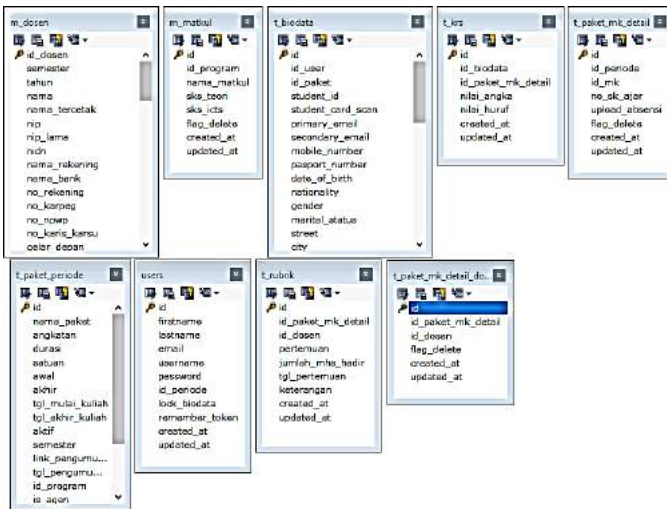 m_dosen
id_dosen
semester
tahun
nama
nama_tercetak
nip
nip_lama
nidn
nama_rekening
nama_bank
no_rekening
no_karpeg
no_npwp
no_karis_karsu
gelar_depan
m_matkul
id
id_program
nama_matkul
sks_teori
sks_icts
flag_delete
created_at
updated_at
t_biodata
id
id_user
id_paket
student_id
student_card_scan
primary_email
secondary_email
mobile_number
pasport_number
date_of_birth
nationality
gender
marital_status
street
city
t_krs
id
id_biodata
id_paket_mk_detail
nilai_angka
nilai_huruf
created_at
updated_at
t_paket_mk_detail
id
id_periode
id_mk
no_sk_ajar
upload_absensi
flag_delete
created_at
updated_at
t_paket_periode
id
nama_paket
angkatan
durasi
satuan
awal
akhir
tgl_mulai_kuliah
tgl_akhir_kuliah
aktif
semester
link_pengumu...
tgl_pengumu...
id_program
is_agen
users
id
firstname
lastname
email
username
password
id_periode
lock_biodata
remember_token
created_at
updated_at
t_rubrik
id
id_paket_mk_detail
id_dosen
pertemuan
jumlah_mhs_hadir
tgl_pertemuan
keterangan
created_at
updated_at
t_paket_mk_detail_do...
id
id_paket_mk_detail
id_dosen
flag_delete
created_at
updated_at